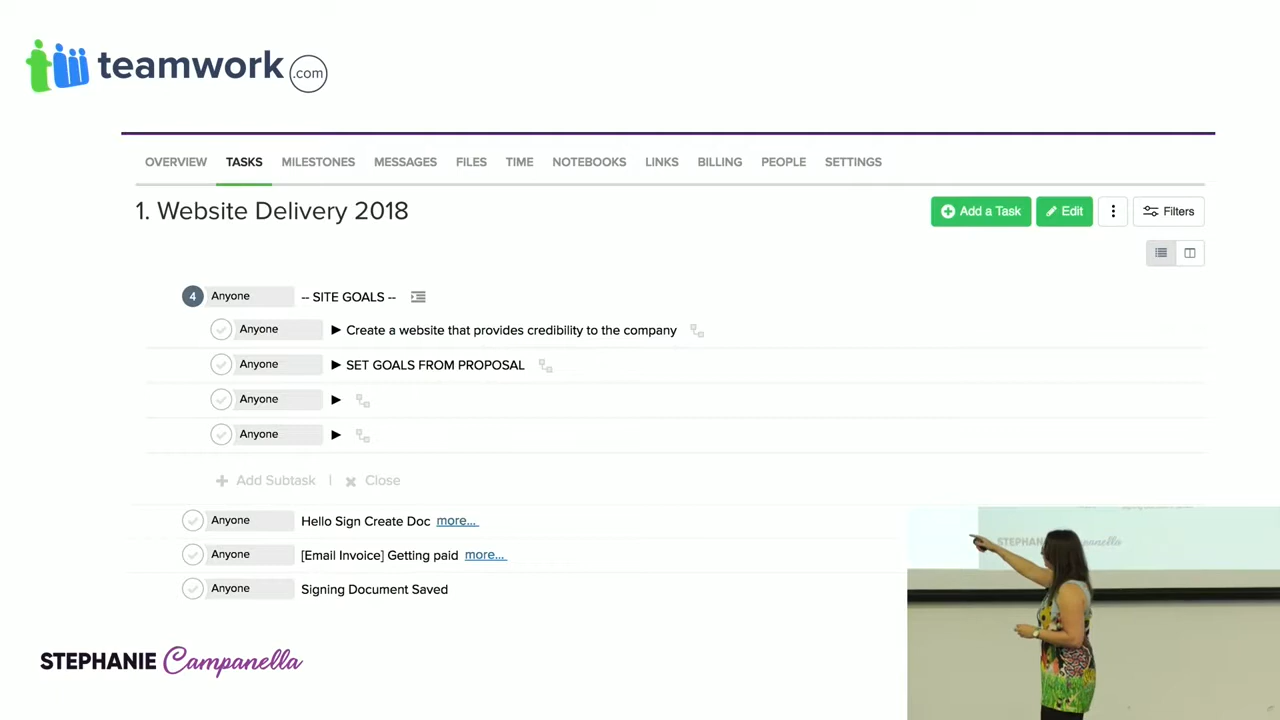 teamwork.com
OVERVIEW TASKS MILESTONES MESSAGES FILES TIME NOTEBOOKS LINKS BILLING PEOPLE SETTINGS
1. Website Delivery 2018
Add a Task Edit Filters
4 Anyone -- SITE GOALS --
Anyone Create a website that provides credibility to the company
Anyone SET GOALS FROM PROPOSAL
Anyone
Anyone
Add Subtask | Close
Anyone Hello Sign Create Doc more...
Anyone [Email Invoice] Getting paid more...
Anyone Signing Document Saved
STEPHANIE Campanella